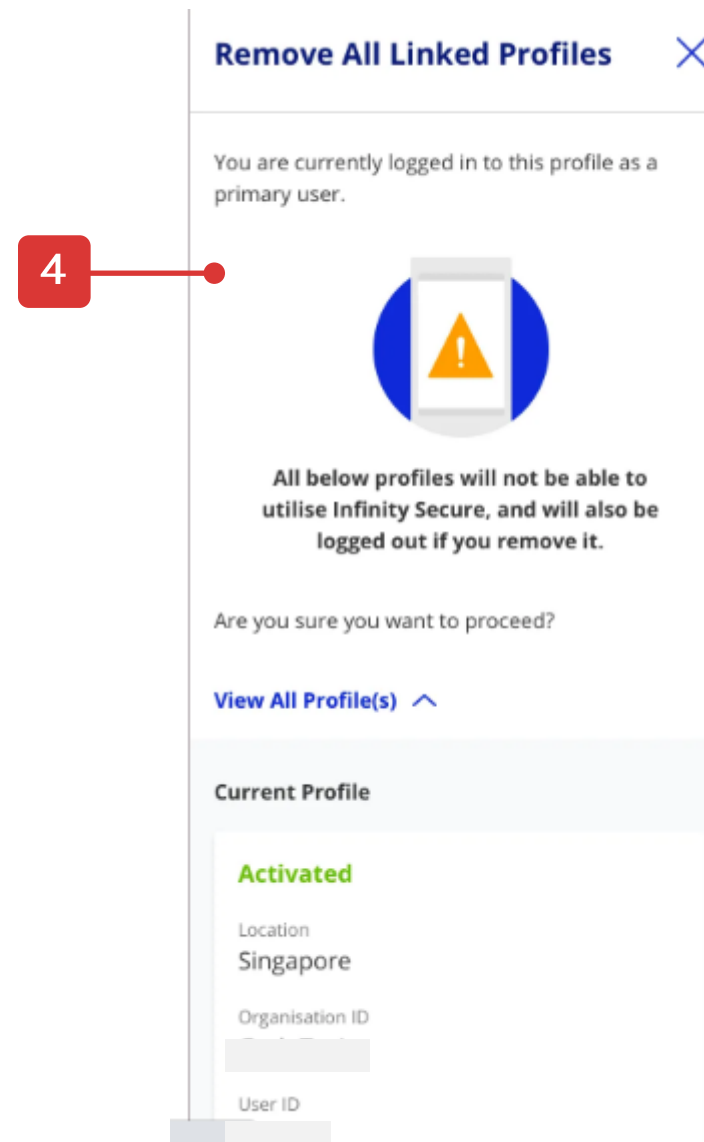 Remove All Linked Profiles
You are currently logged in to this profile as a
primary user.
4
All below profiles will not be able to
utilise Infinity Secure, and will also be
logged out if you remove it.
Are you sure you want to proceed?
View All Profile(s)
Current Profile
Activated
Location
Singapore
Organisation ID
User ID